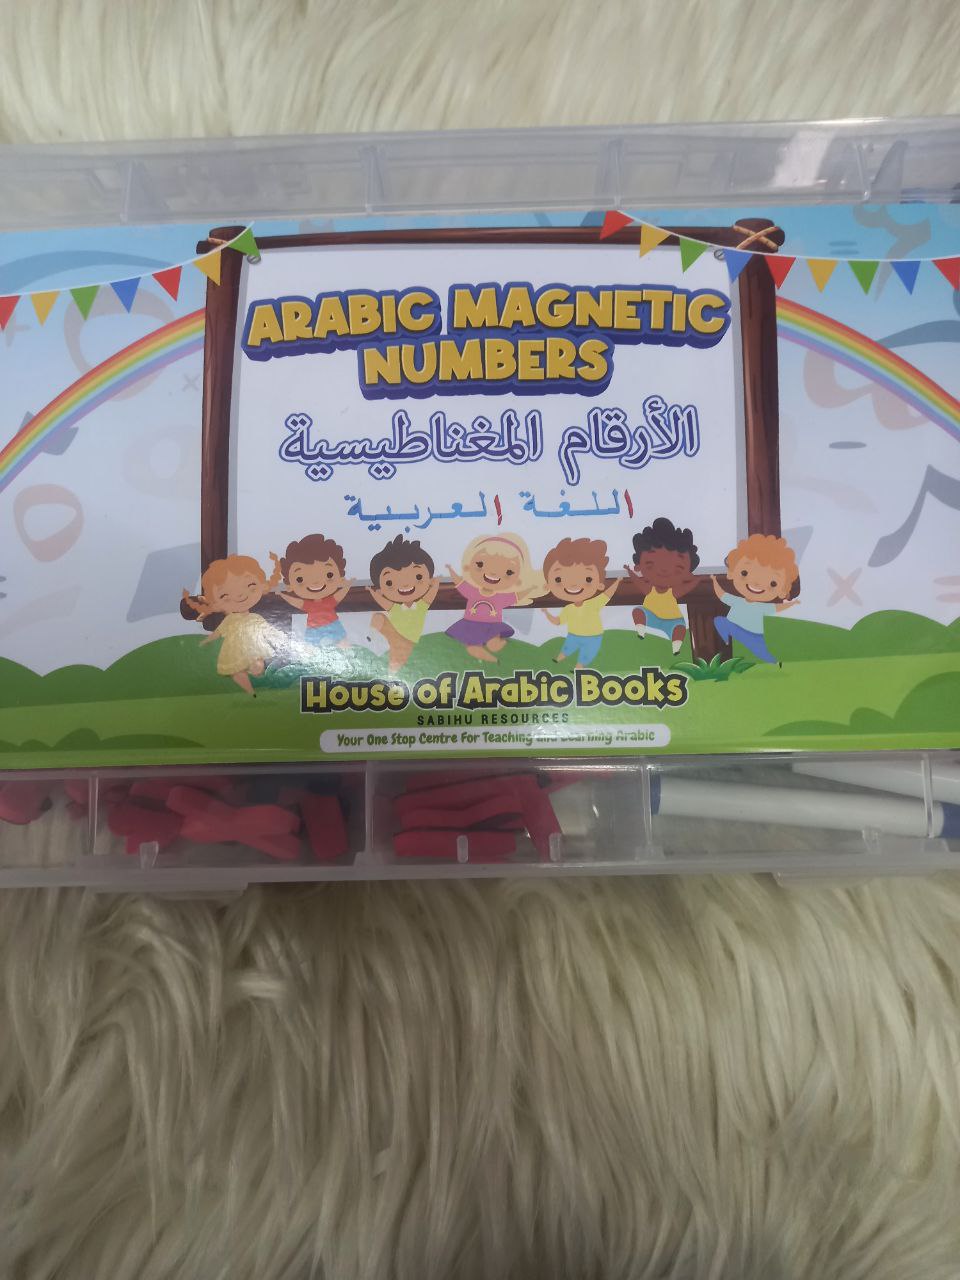 ARABIC MAGNETIC
NUMBERS
الأرقام المغناطيسية
اللغة العربية
House of Arabic Books
SABIHU RESOURCES
Your One Stop Centre For Teaching and Learning Arabic